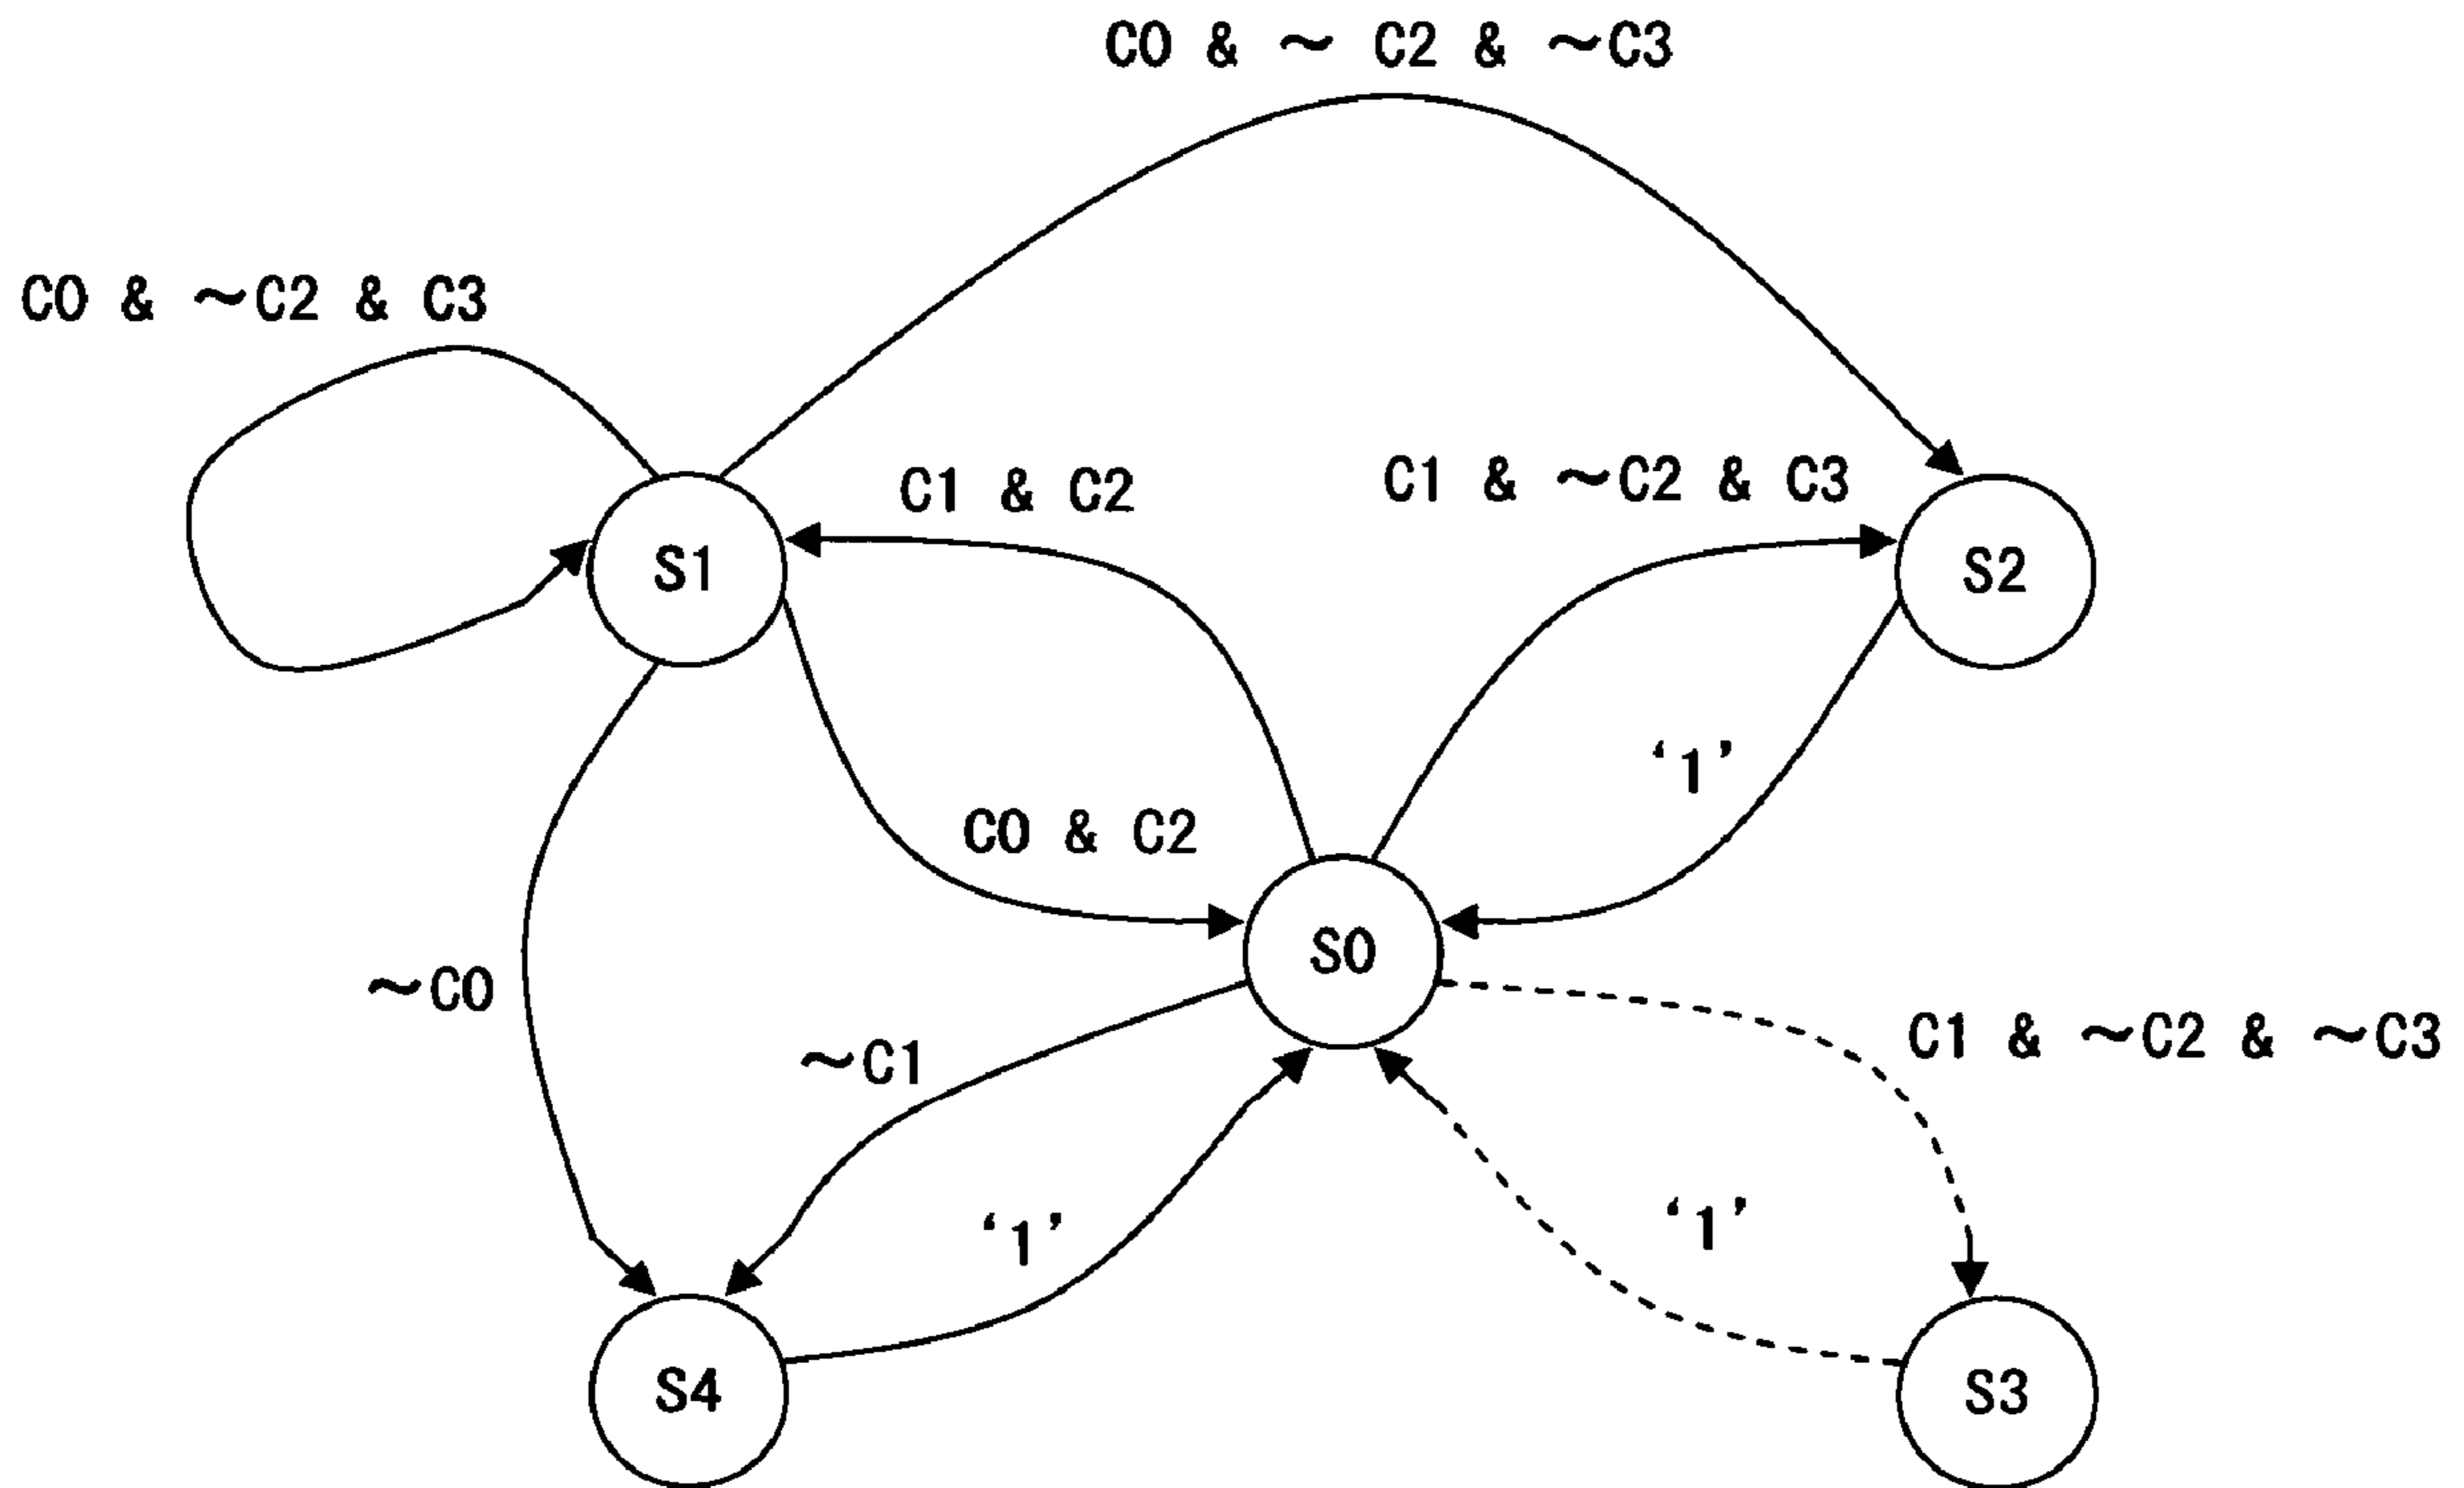 C0 & ~ C2 & ~C3
C0 & ~C2 & C3
C1 & C2
C1 & ~C2 & C3
S1
S2
‘1’
C0 & C2
S0
~C0
~C1
C1 & ~C2 & ~C3
‘1’
‘1’
S4
S3